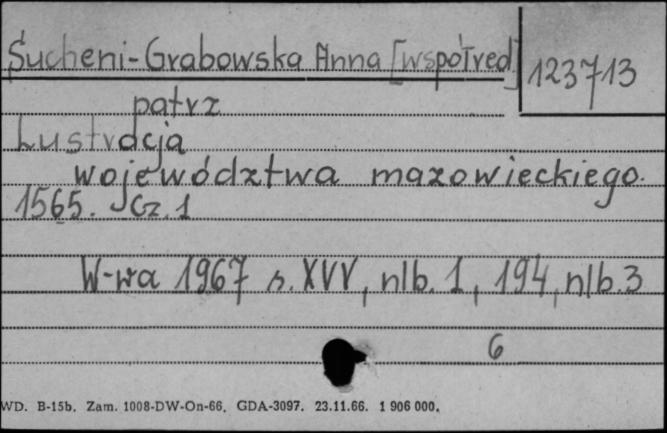 Sucheni-Grabowska Anna [współred]
123713
patrz
Lustracja
województwa mazowieckiego.
1565. Cz. 1
W-wa 1967 s. XVV, nlb. 1, 194, nlb. 3
6
WD. B-15b. Zam. 1008-DW-On-66. GDA-3097. 23.11.66. 1 906 000.